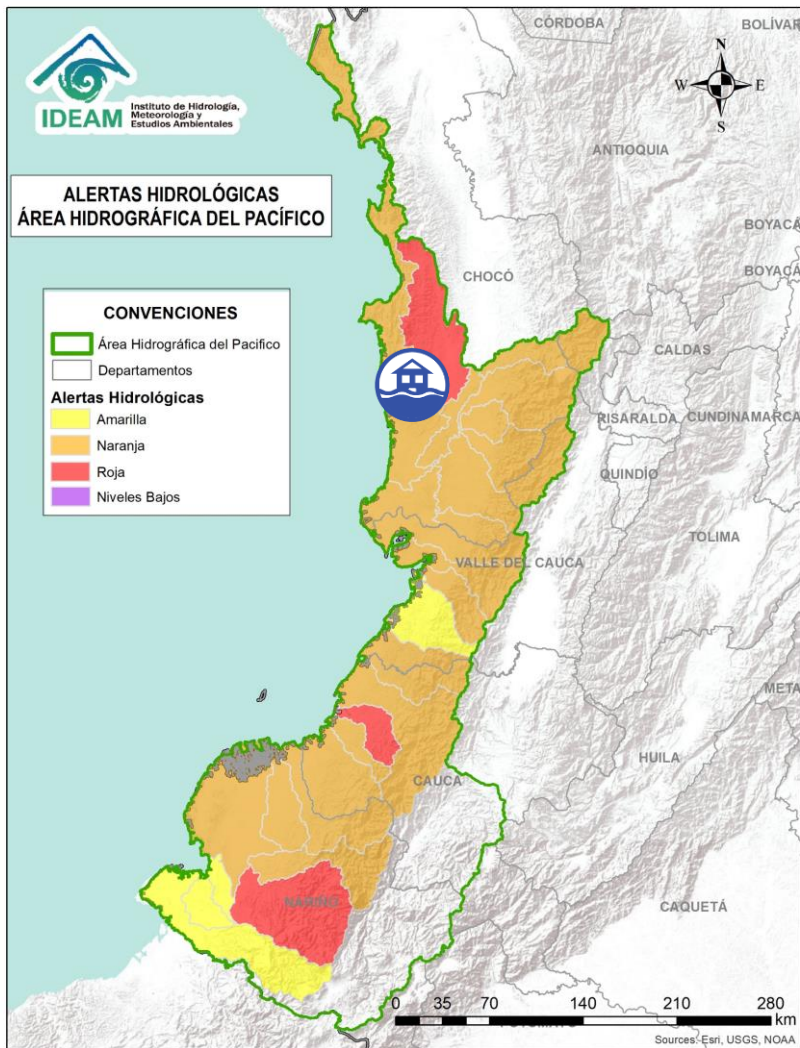 IDEAM
Instituto de Hidrología,
Meteorología y
Estudios Ambientales
ALERTAS HIDROLÓGICAS
ÁREA HIDROGRÁFICA DEL PACÍFICO
CONVENCIONES
Área Hidrográfica del Pacifico
Departamentos
Alertas Hidrológicas
Amarilla
Naranja
Roja
Niveles Bajos
N
W E
S
CÓRDOBA
BOLÍVAR
ANTIOQUIA
BOYACÁ
CHOCÓ
BOYACÁ
CALDAS
RISARALDA
CUNDINAMARCA
QUINDÍO
TOLIMA
VALLE DEL CAUCA
META
HUILA
CAUCA
NARIÑO
CAQUETÁ
0 35 70 140 210 280
km
Sources: Esri, USGS, NOAA